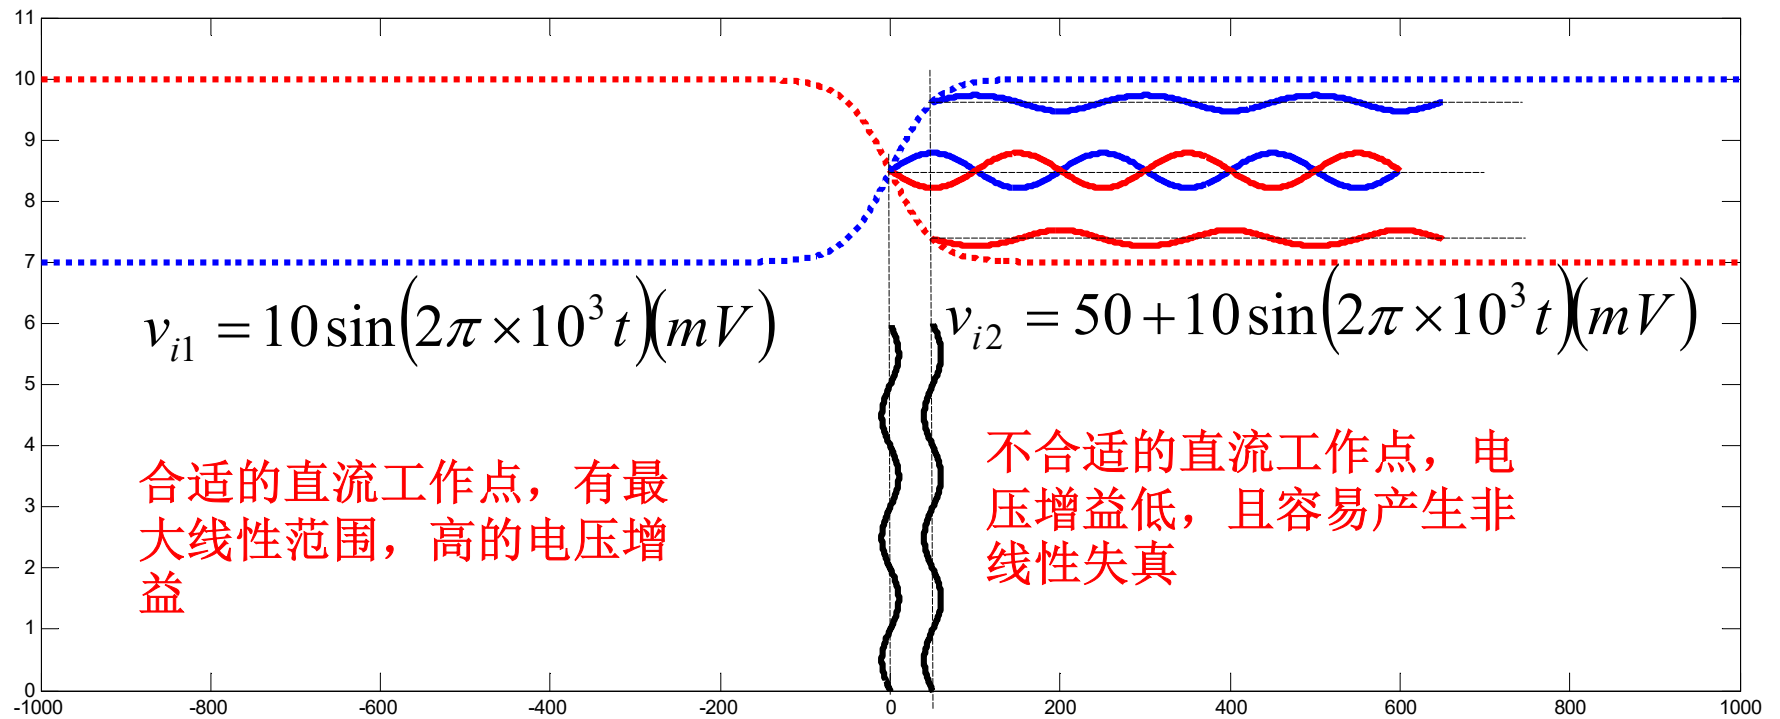 11
10
9
8
7
6
5
4
3
2
1
0
-1000 -800 -600 -400 -200 0 200 400 600 800 1000
v_{i1} = 10 sin(2π×10³ t)(mV)
v_{i2} = 50+10 sin(2π×10³ t)(mV)
合适的直流工作点，有最
大线性范围，高的电压增
益
不合适的直流工作点，电
压增益低，且容易产生非
线性失真